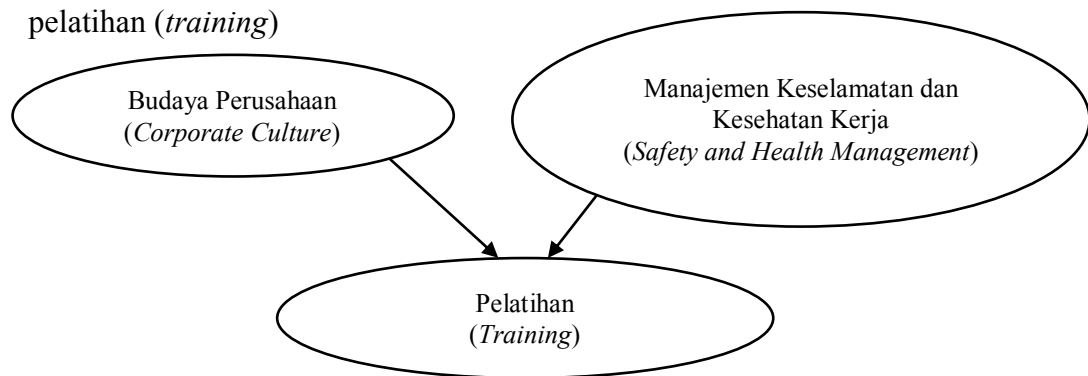 pelatihan (training)
Budaya Perusahaan
(Corporate Culture)
Manajemen Keselamatan dan
Kesehatan Kerja
(Safety and Health Management)
Pelatihan
(Training)